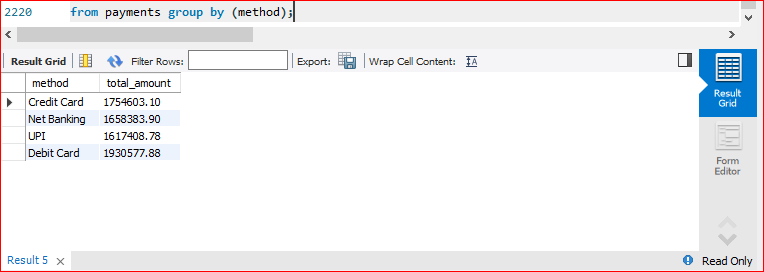 2220 from payments group by (method);
Result Grid Filter Rows: Export: Wrap Cell Content: IA
method total_amount
Credit Card 1754603.10
Net Banking 1658383.90
UPI 1617408.78
Debit Card 1930577.88
Result
Grid
Form
Editor
Result 5 × Read Only